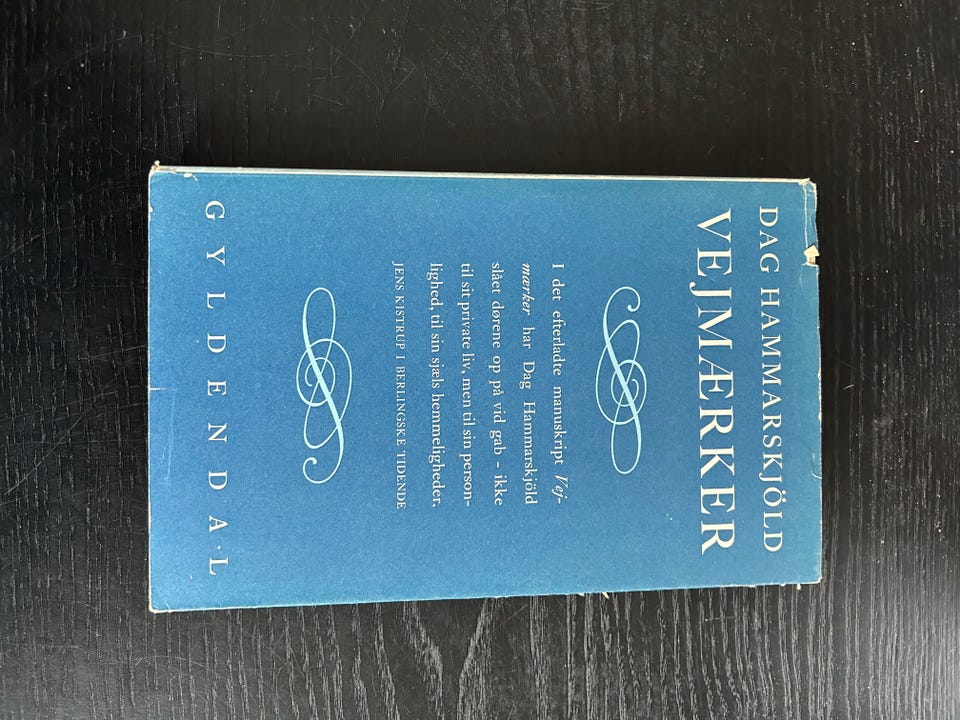 DAG HAMMARSKJÖLD
VEJMÆRKER
I det efterladte manuskript Vej-
mærker har Dag Hammarskjöld
slået dørene op på vid gab – ikke
til sit private liv, men til sin person-
lighed, til sin sjæls hemmeligheder.
JENS KISTRUP I BERLINGSKE TIDENDE
GYLDENDAL